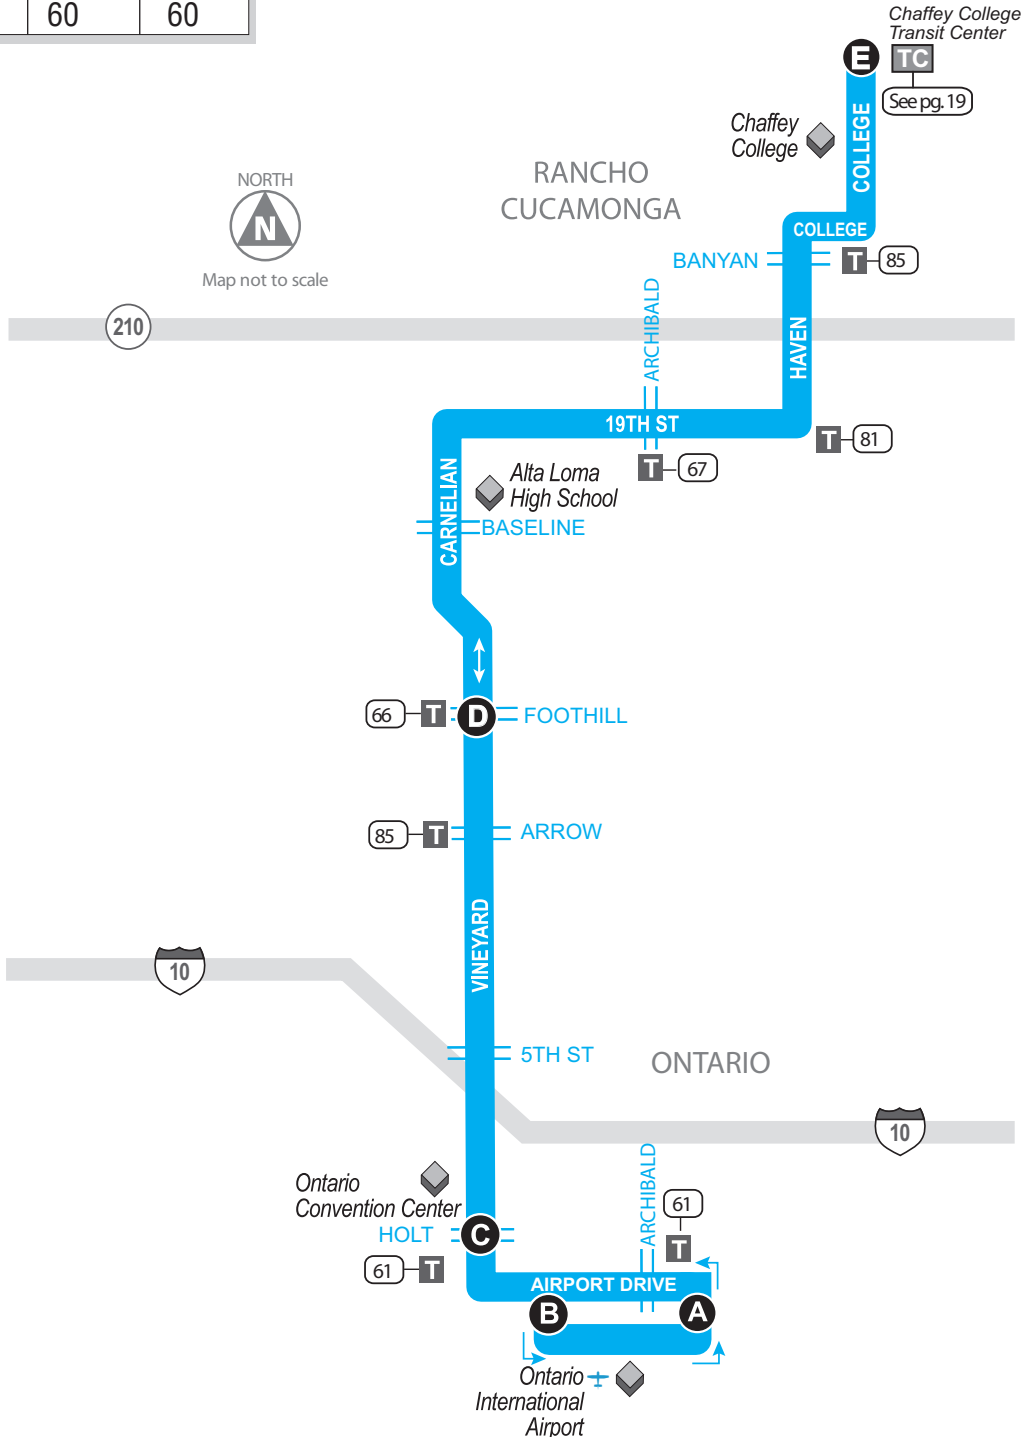 60 60
Chaffey College
Transit Center
E
TC
See pg. 19
COLLEGE
Chaffey
College
RANCHO
CUCAMONGA
NORTH
N
Map not to scale
COLLEGE
BANYAN
T
85
ARCHIBALD
210
HAVEN
19TH ST
T
81
T
67
CARNELIAN
Alta Loma
High School
BASELINE
66
T
D
FOOTHILL
85
T
ARROW
VINEYARD
10
5TH ST
ONTARIO
10
ARCHIBALD
Ontario
Convention Center
61
HOLT
C
T
61
T
AIRPORT DRIVE
B
A
Ontario
International
Airport